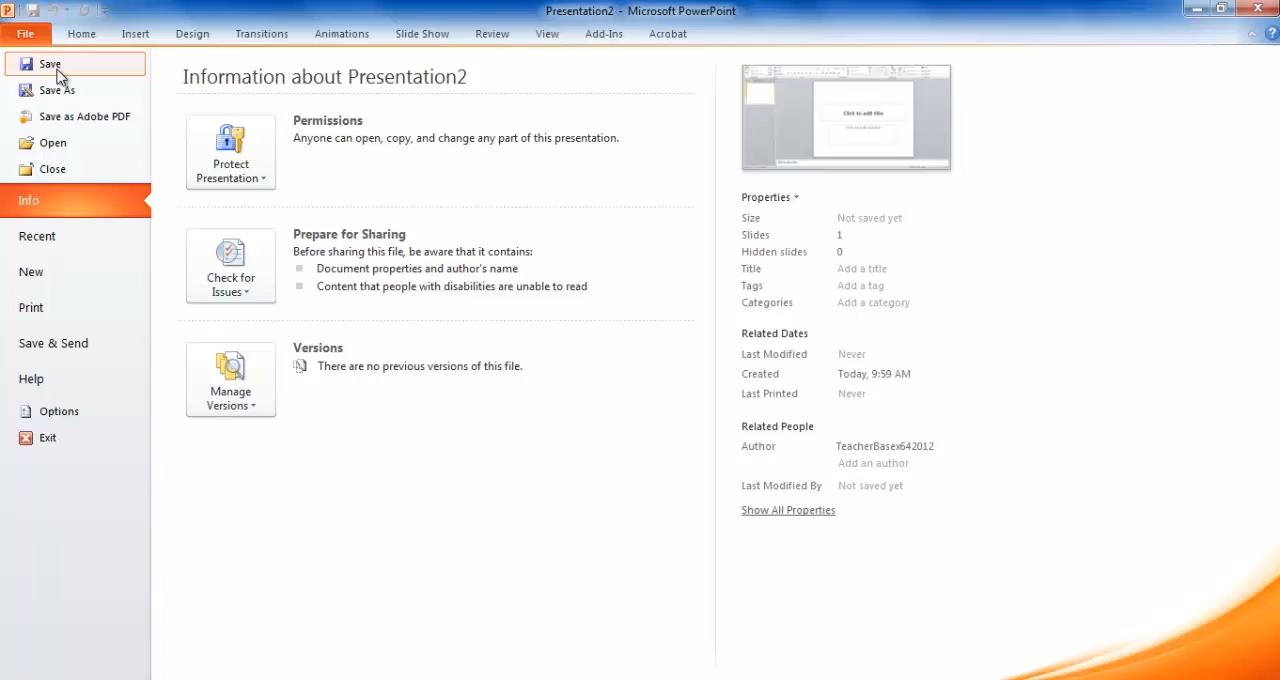 Presentation2 - Microsoft PowerPoint
File Home Insert Design Transitions Animations Slide Show Review View Add-Ins Acrobat
Save
Save As
Save as Adobe PDF
Open
Close
Info
Recent
New
Print
Save & Send
Help
Options
Exit
Information about Presentation2
Protect
Presentation
Permissions
Anyone can open, copy, and change any part of this presentation.
Check for
Issues
Prepare for Sharing
Before sharing this file, be aware that it contains:
Document properties and author's name
Content that people with disabilities are unable to read
Manage
Versions
Versions
There are no previous versions of this file.
Click to add title
Properties
Size Not saved yet
Slides 1
Hidden slides 0
Title Add a title
Tags Add a tag
Categories Add a category
Related Dates
Last Modified Never
Created Today, 9:59 AM
Last Printed Never
Related People
Author TeacherBasex642012
Add an author
Last Modified By Not saved yet
Show All Properties